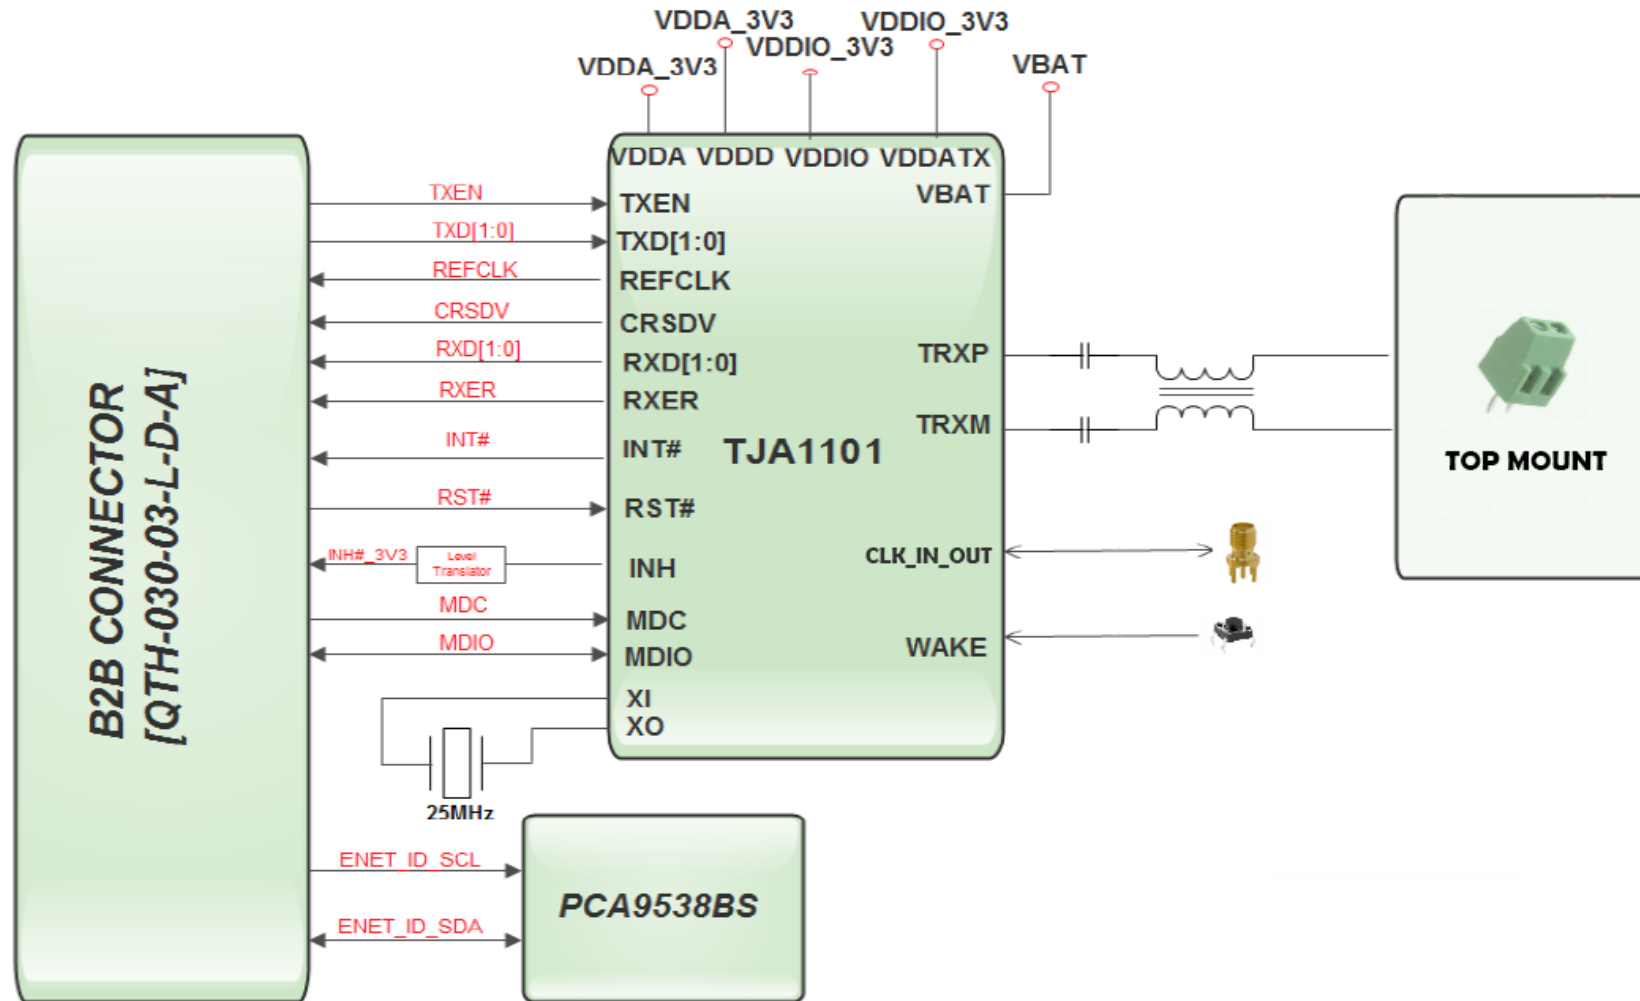 VDDA_3V3
VDDIO_3V3
VDDIO_3V3
VDDA_3V3
VBAT
VDDA VDDD VDDIO VDDATX
VBAT
TXEN
TXEN
TXD[1:0]
TXD[1:0]
REFCLK
REFCLK
CRSDV
CRSDV
RXD[1:0]
RXD[1:0]
RXER
RXER
INT#
INT#
RST#
RST#
INH#_3V3
Level
Translator
INH
MDC
MDC
MDIO
MDIO
XI
XO
25MHz
TJA1101
TRXP
TRXM
CLK_IN_OUT
WAKE
TOP MOUNT
B2B CONNECTOR
[QTH-030-03-L-D-A]
ENET_ID_SCL
ENET_ID_SDA
PCA9538BS